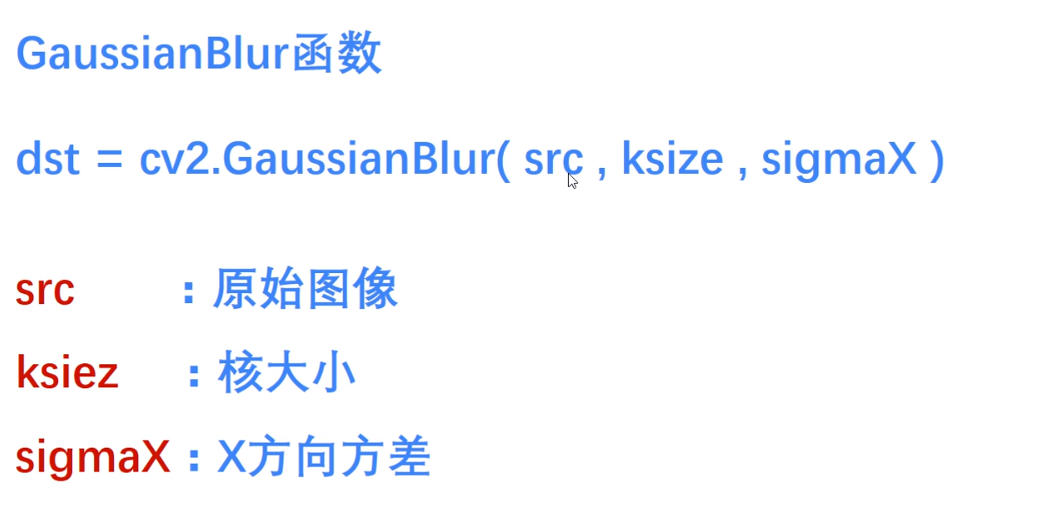 GaussianBlur函数
dst = cv2.GaussianBlur( src , ksize , sigmaX )
src : 原始图像
ksiez : 核大小
sigmaX : X方向方差